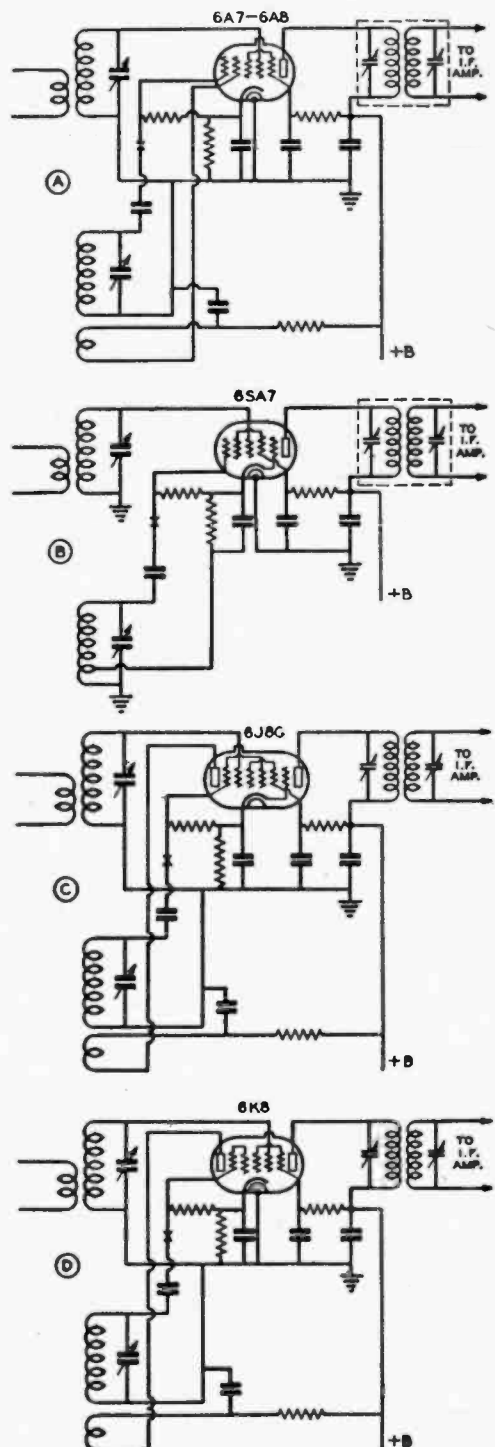 6A7-6A8
TO
I.F.
AMP.
A
+B
6SA7
TO
I.F.
AMP.
B
+B
6J8G
TO
I.F.
AMP.
C
+B
6K8
TO
I.F.
AMP.
D
+B